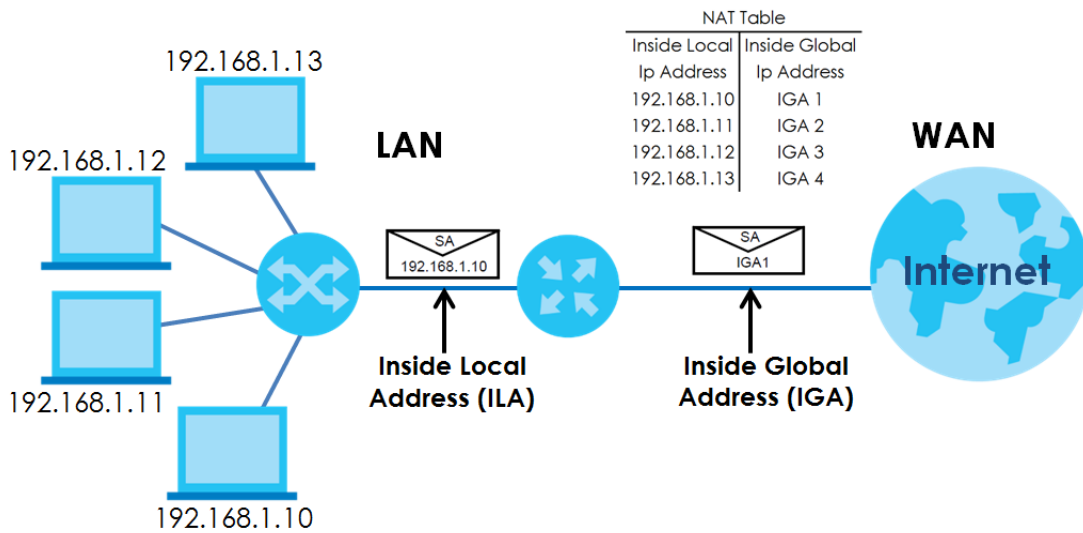 NAT Table
Inside Local Inside Global
Ip Address Ip Address
192.168.1.10 IGA 1
192.168.1.11 IGA 2
192.168.1.12 IGA 3
192.168.1.13 IGA 4
192.168.1.13
192.168.1.12
192.168.1.11
192.168.1.10
LAN
WAN
SA
192.168.1.10
SA
IGA1
Internet
Inside Local
Address (ILA)
Inside Global
Address (IGA)